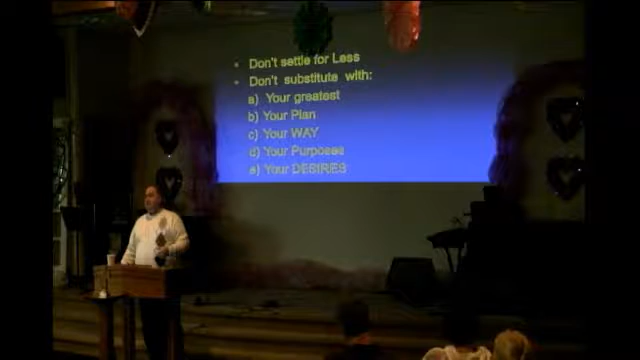 • Don't settle for Less
• Don't substitute with:
a) Your greatest
b) Your Plan
c) Your WAY
d) Your Purposes
e) Your DESIRES